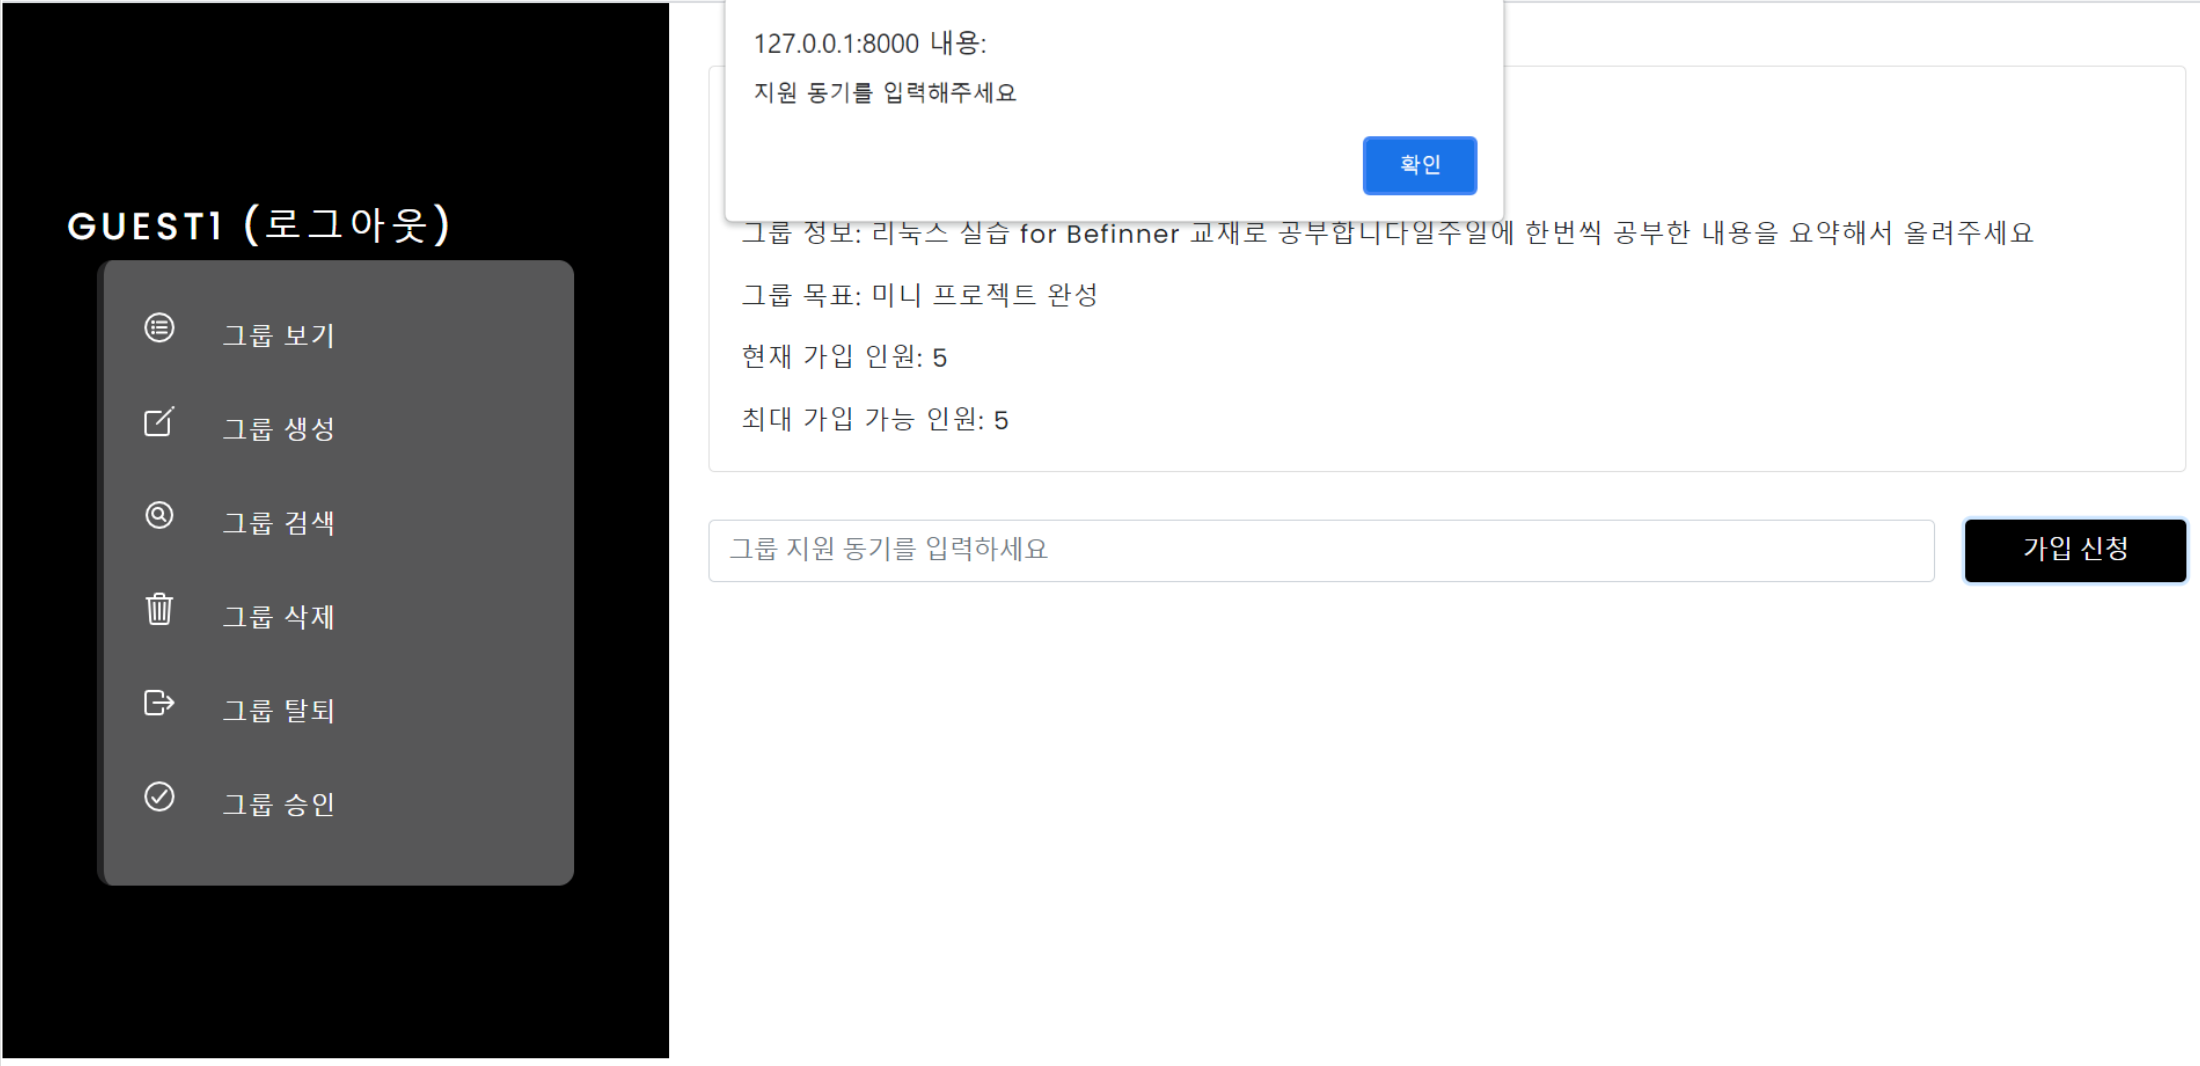 127.0.0.1:8000 내용:
지원 동기를 입력해주세요
확인
GUEST1 (로그아웃)
그룹 보기
그룹 생성
그룹 검색
그룹 삭제
그룹 탈퇴
그룹 승인
그룹 정보: 리눅스 실습 for Befinner 교재로 공부합니다일주일에 한번씩 공부한 내용을 요약해서 올려주세요
그룹 목표: 미니 프로젝트 완성
현재 가입 인원: 5
최대 가입 가능 인원: 5
그룹 지원 동기를 입력하세요
가입 신청